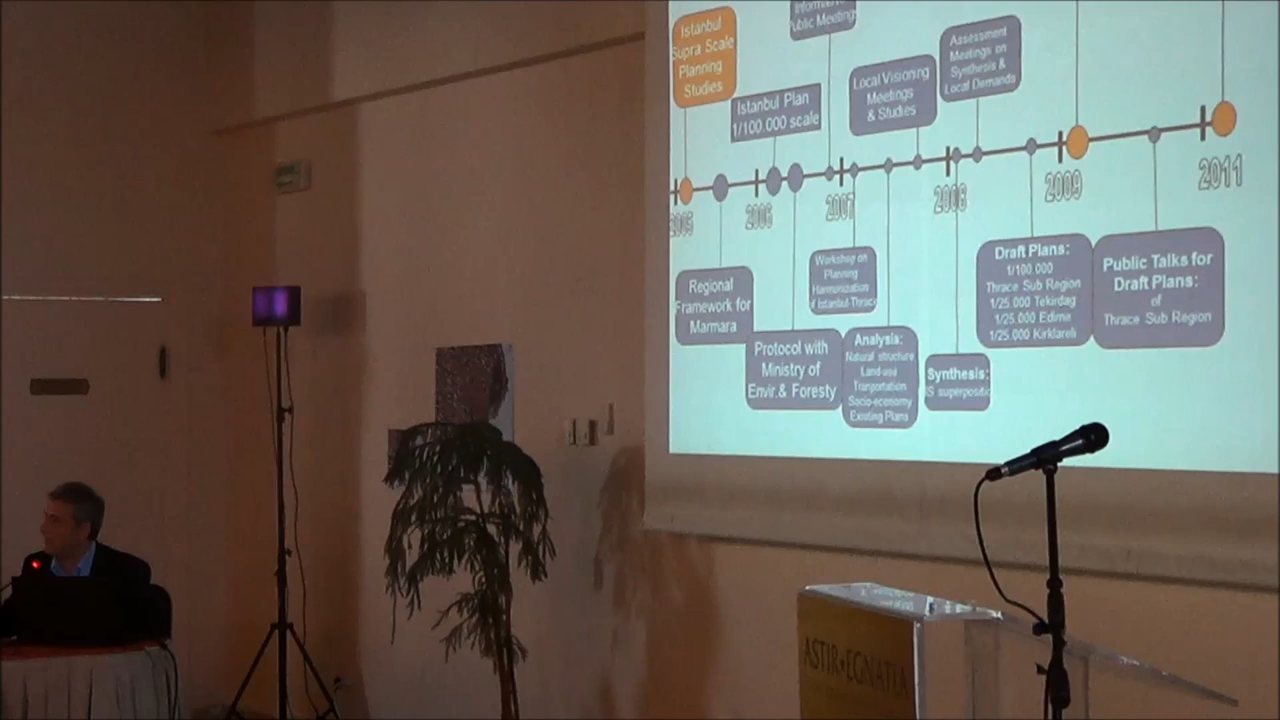 Istanbul
Supra Scale
Planning
Studies
Public Meetings
Istanbul Plan
1/100.000 scale
Local Visioning
Meetings
& Studies
Assessment
Meetings on
Synthesis &
Local Demands
2005
2006
2007
2008
2009
2011
Regional
Framework for
Marmara
Protocol with
Ministry of
Envir.& Foresty
Workshop on
Planning
Harmonization
of Istanbul-Thrace
Analysis:
Natural structure
Land-use
Tranportation
Socio-economy
Existing Plans
Synthesis:
IS superpositio
Draft Plans:
1/100.000
Thrace Sub Region
1/25.000 Tekirdag
1/25.000 Edirne
1/25.000 Kirklareli
Public Talks for
Draft Plans:
of
Thrace Sub Region
ASTIR•EGNATIA